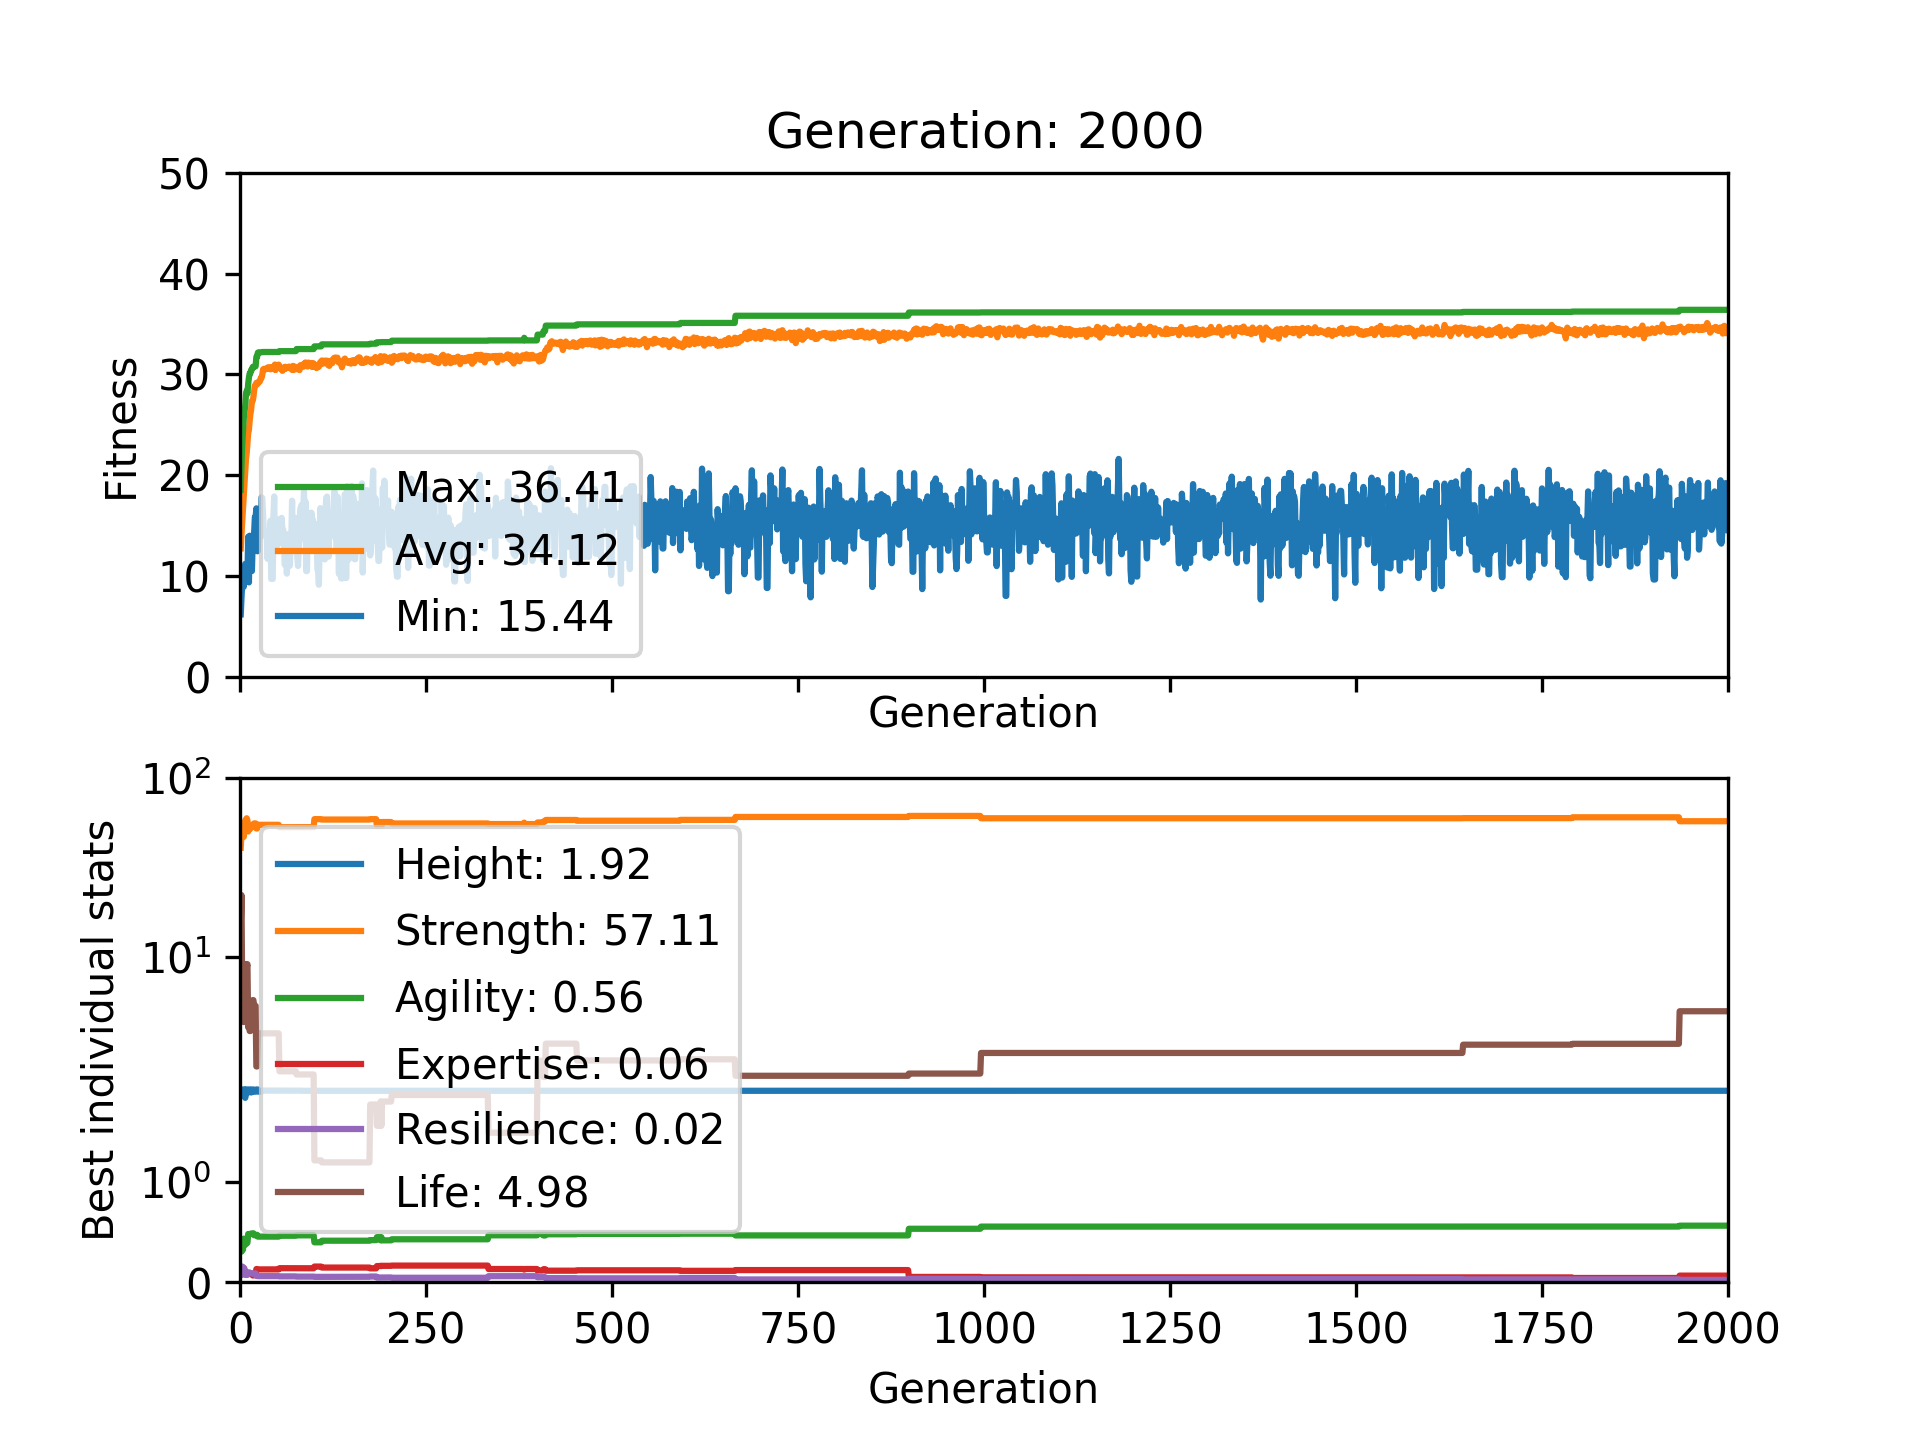 Generation: 2000
50
40
30
20
10
0
Fitness
Max: 36.41
Avg: 34.12
Min: 15.44
Generation
10²
10¹
10⁰
0
Best individual stats
Height: 1.92
Strength: 57.11
Agility: 0.56
Expertise: 0.06
Resilience: 0.02
Life: 4.98
0 250 500 750 1000 1250 1500 1750 2000
Generation